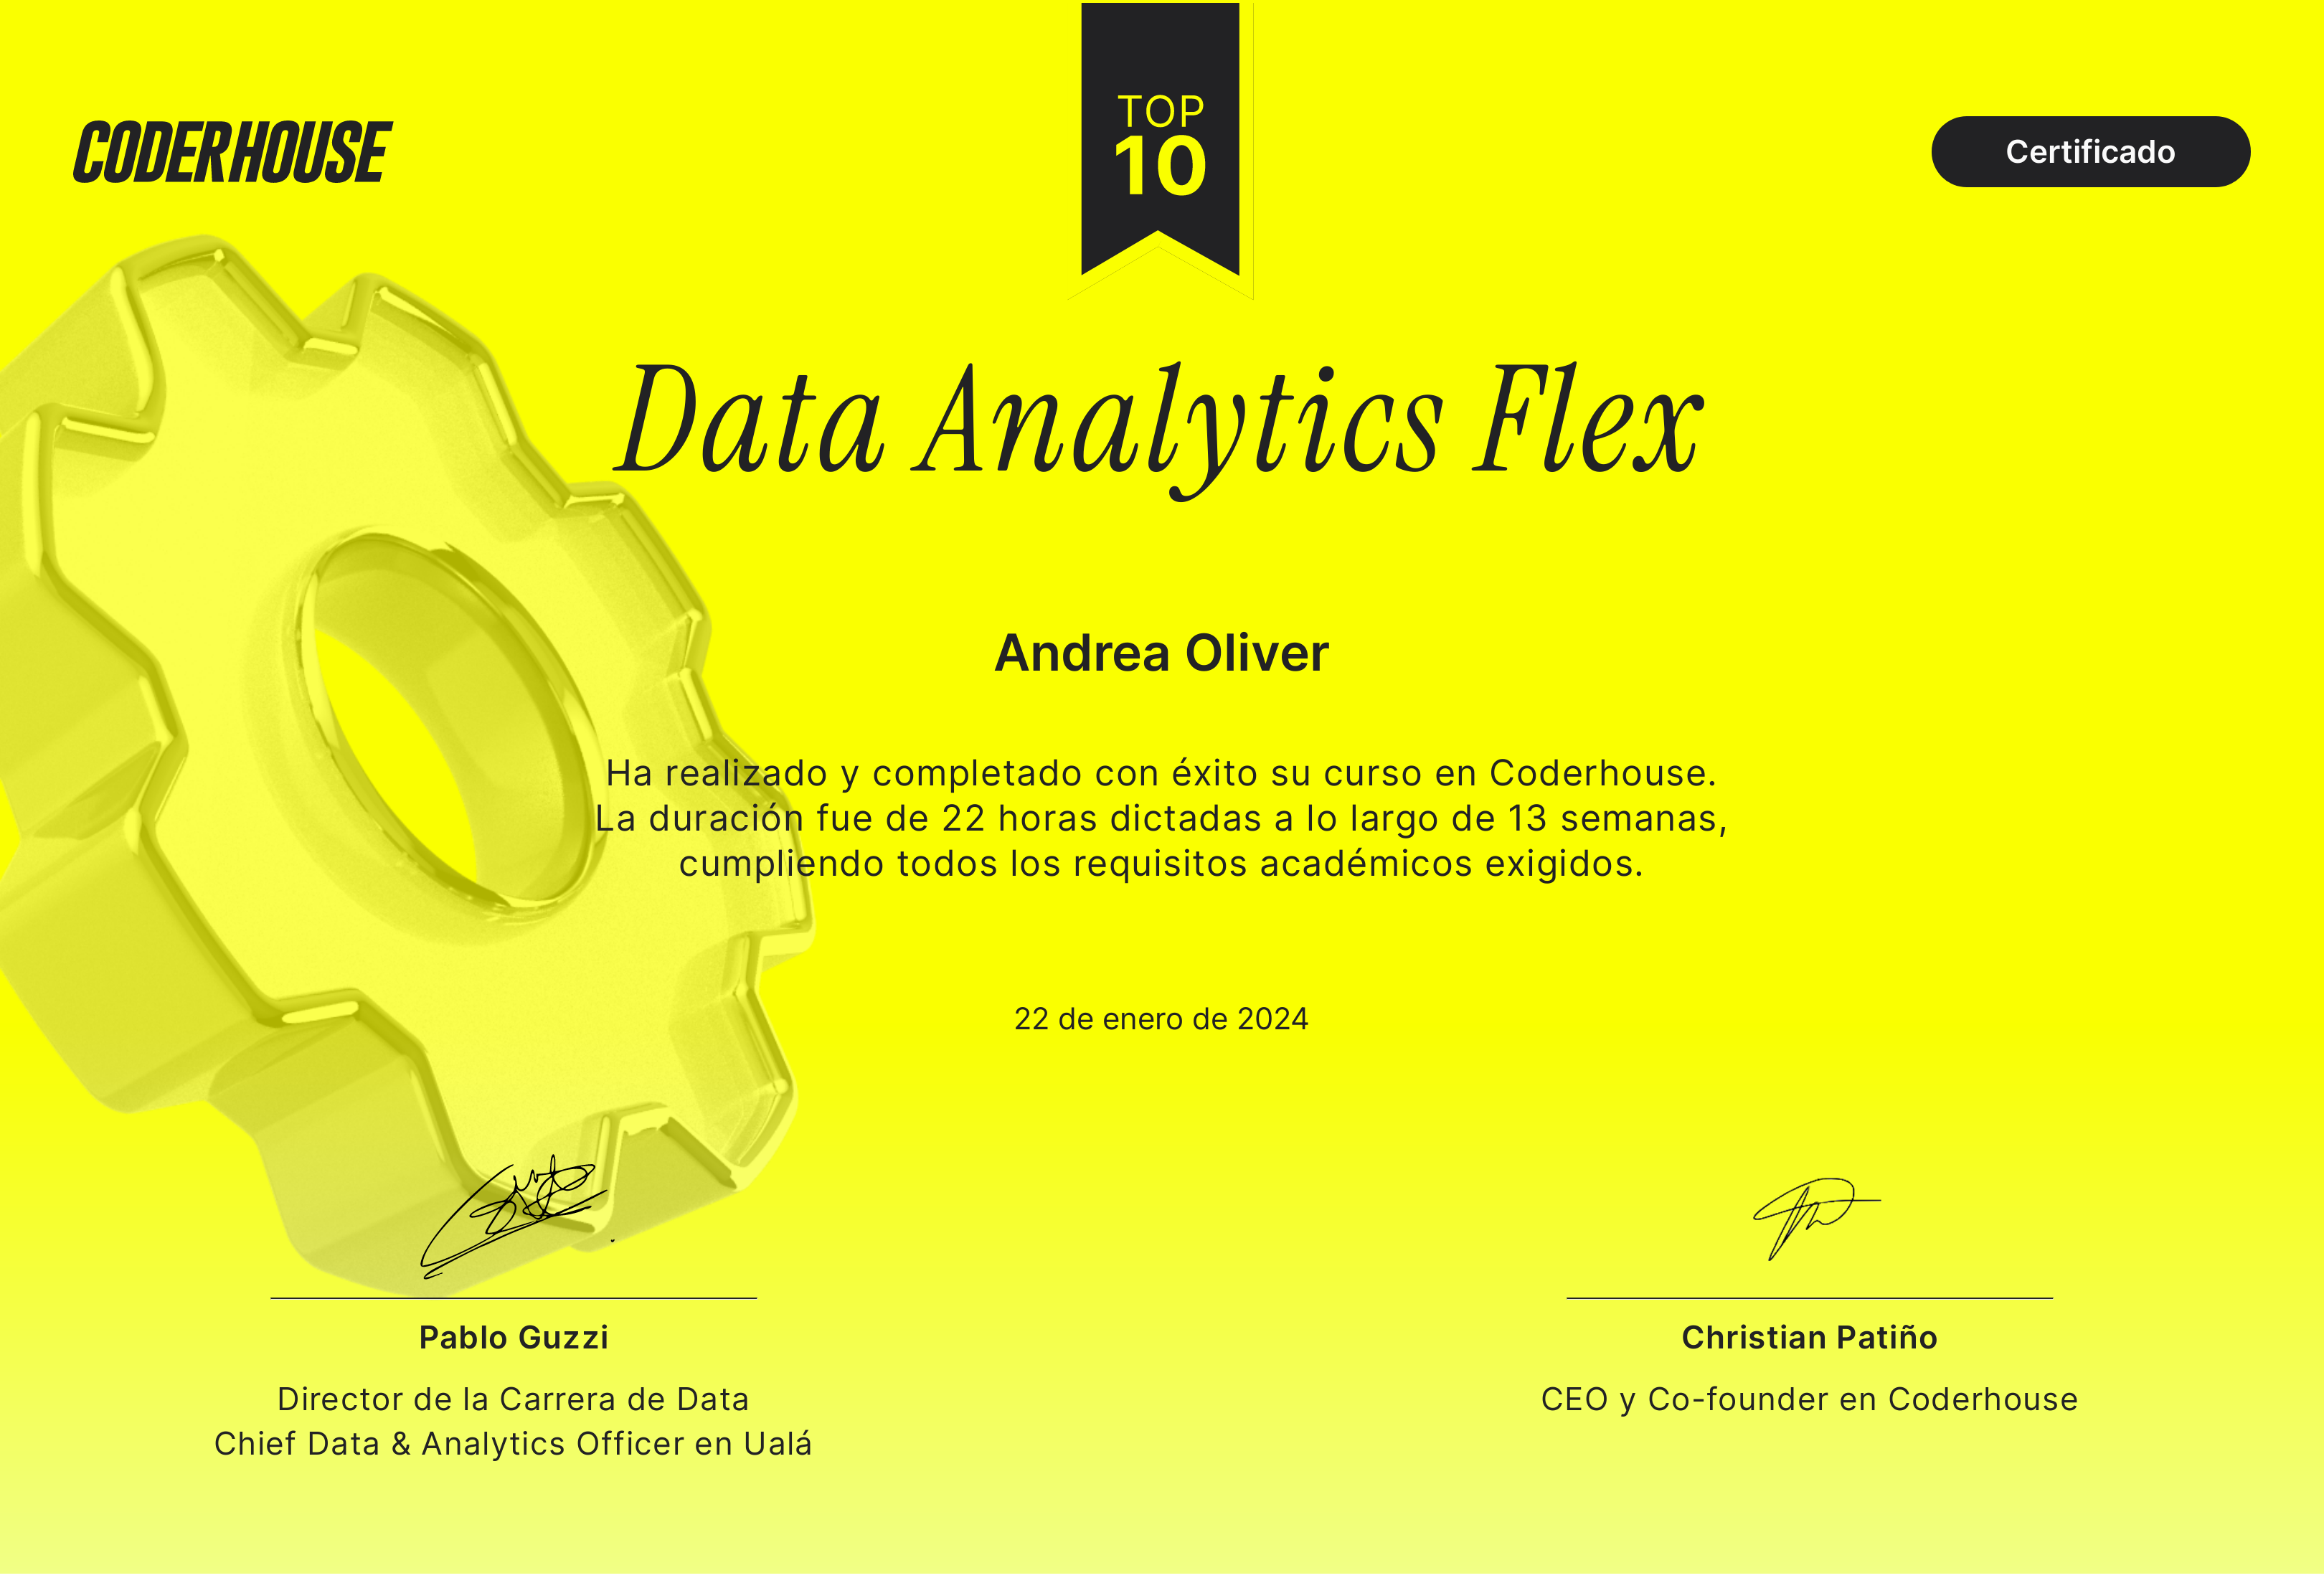 CODERHOUSE
TOP
10
Certificado
Data Analytics Flex
Andrea Oliver
Ha realizado y completado con éxito su curso en Coderhouse.
La duración fue de 22 horas dictadas a lo largo de 13 semanas,
cumpliendo todos los requisitos académicos exigidos.
22 de enero de 2024
Pablo Guzzi
Director de la Carrera de Data
Chief Data & Analytics Officer en Ualá
Christian Patiño
CEO y Co-founder en Coderhouse